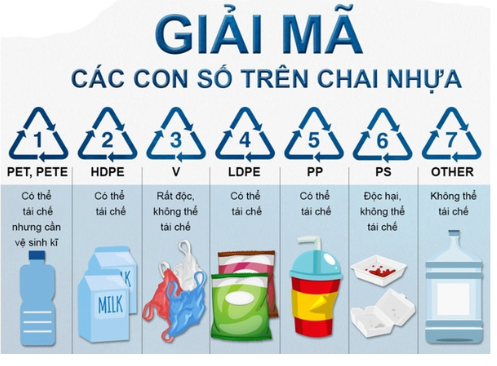 GIẢI MÃ
CÁC CON SỐ TRÊN CHAI NHỰA
1 2 3 4 5 6 7
PET, PETE HDPE V LDPE PP PS OTHER
Có thể
tái chế
nhưng cần
vệ sinh kĩ
Có thể
tái chế
Rất độc,
không thể
tái chế
Có thể
tái chế
Có thể
tái chế
Độc hại,
không thể
tái chế
Không thể
tái chế
MILK